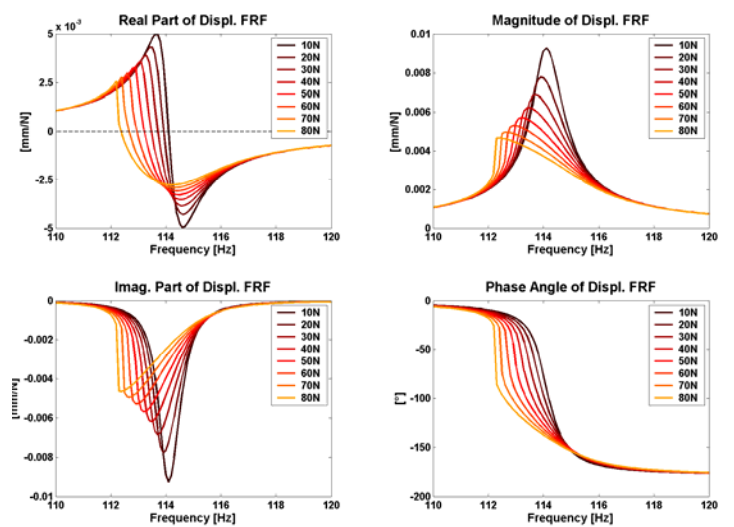 Real Part of Displ. FRF
x 10⁻³
5
2.5
0
-2.5
-5
[mm/N]
110 112 114 116 118 120
Frequency [Hz]
10N
20N
30N
40N
50N
60N
70N
80N
Magnitude of Displ. FRF
0.01
0.008
0.006
0.004
0.002
0
[mm/N]
110 112 114 116 118 120
Frequency [Hz]
10N
20N
30N
40N
50N
60N
70N
80N
Imag. Part of Displ. FRF
0
-0.002
-0.004
-0.006
-0.008
-0.01
[mm/N]
110 112 114 116 118 120
Frequency [Hz]
10N
20N
30N
40N
50N
60N
70N
80N
Phase Angle of Displ. FRF
0
-50
-100
-150
-200
[°]
110 112 114 116 118 120
Frequency [Hz]
10N
20N
30N
40N
50N
60N
70N
80N